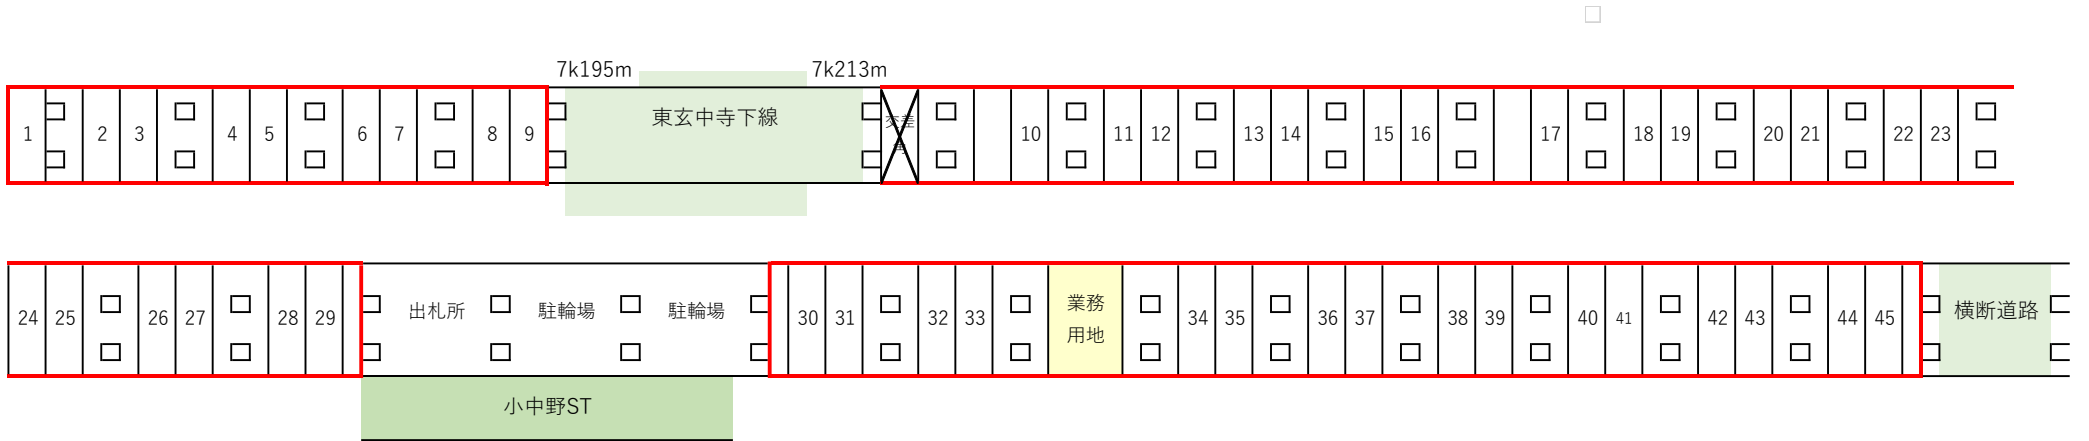 7k195m 7k213m
1 2 3 4 5 6 7 8 9 東玄中寺下線 交差 10 11 12 13 14 15 16 17 18 19 20 21 22 23
角
24 25 26 27 28 29 出札所 駐輪場 駐輪場 30 31 32 33 業務 34 35 36 37 38 39 40 41 42 43 44 45 横断道路
用地
小中野ST